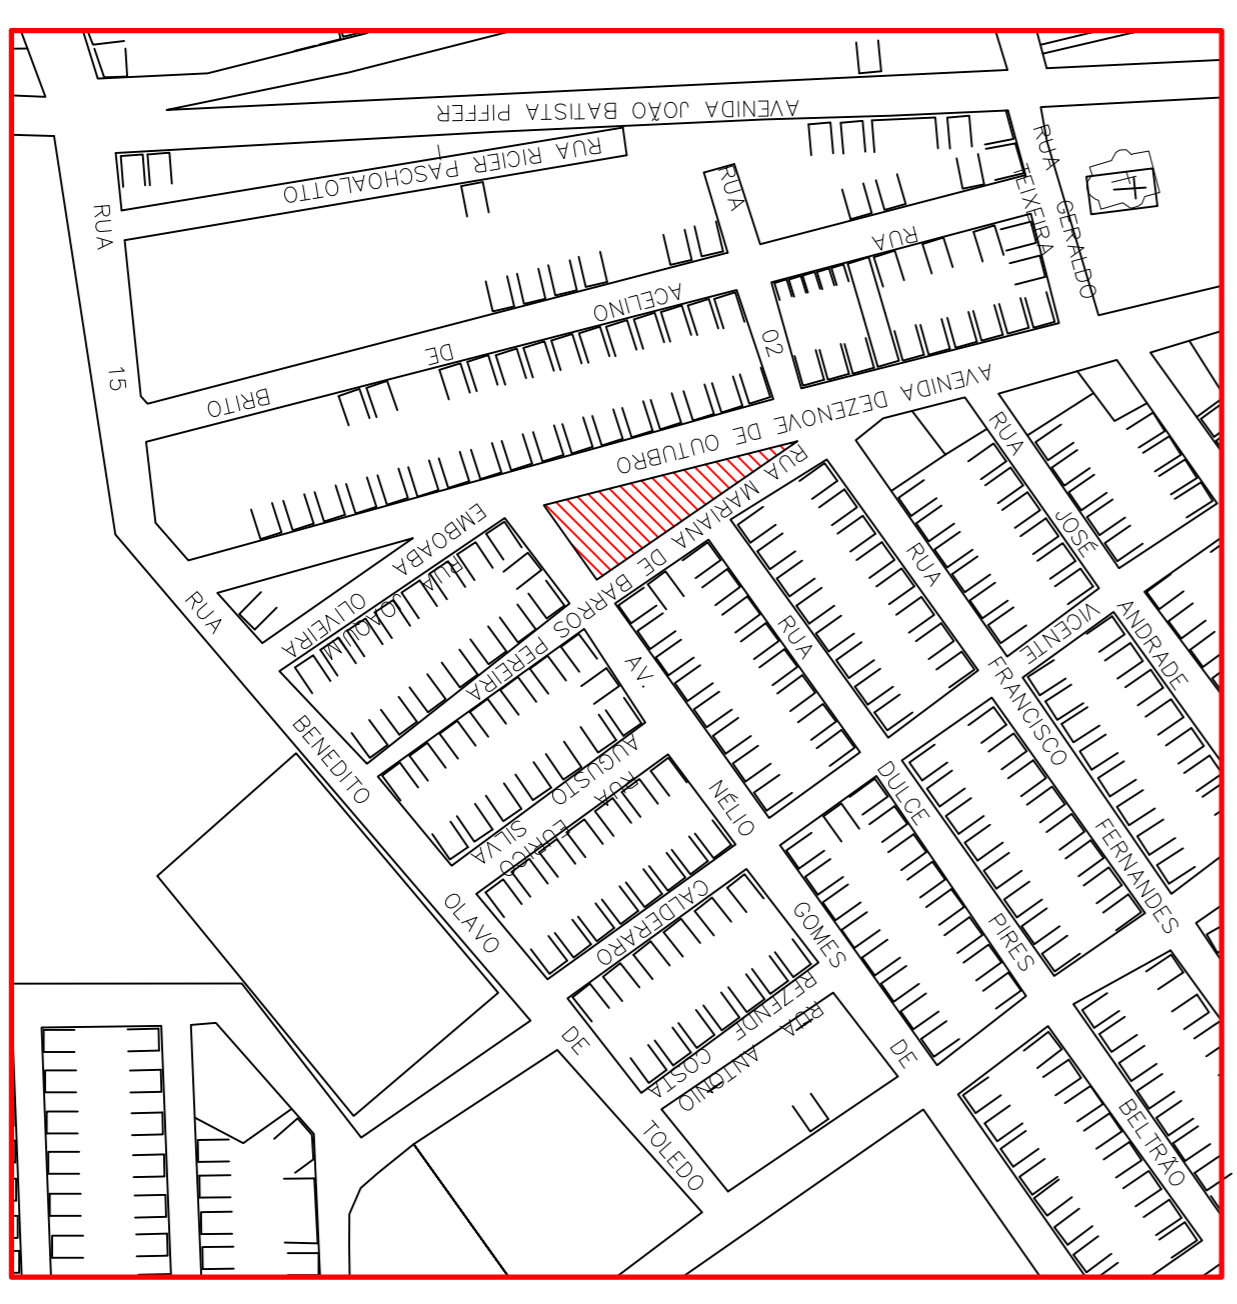 AVENIDA JOÃO BATISTA PIFFER
RUA RICIER PASCHOALOTTO
RUA
15
RUA
02
RUA
TEIXEIRA
RUA
GERALDO
RUA
ACELINO
DE
BRITO
AVENIDA DEZENOVE DE OUTUBRO
RUA MARIANA DE BARROS PEREIRA
EMBOABA
OLIVEIRA
RUA JOAQUIM
RUA
BENEDITO
OLAVO
DE
TOLEDO
RUA
JOSÉ
ANDRADE
VICENTE
RUA
FRANCISCO
FERNANDES
BELTRÃO
RUA
DULCE
PIRES
AV.
NÉLIO
GOMES
DE
AUGUSTO
SILVA
RUA
EURICO
CALDERARO
REZENDE
COSTA
RUA
ANTÔNIO